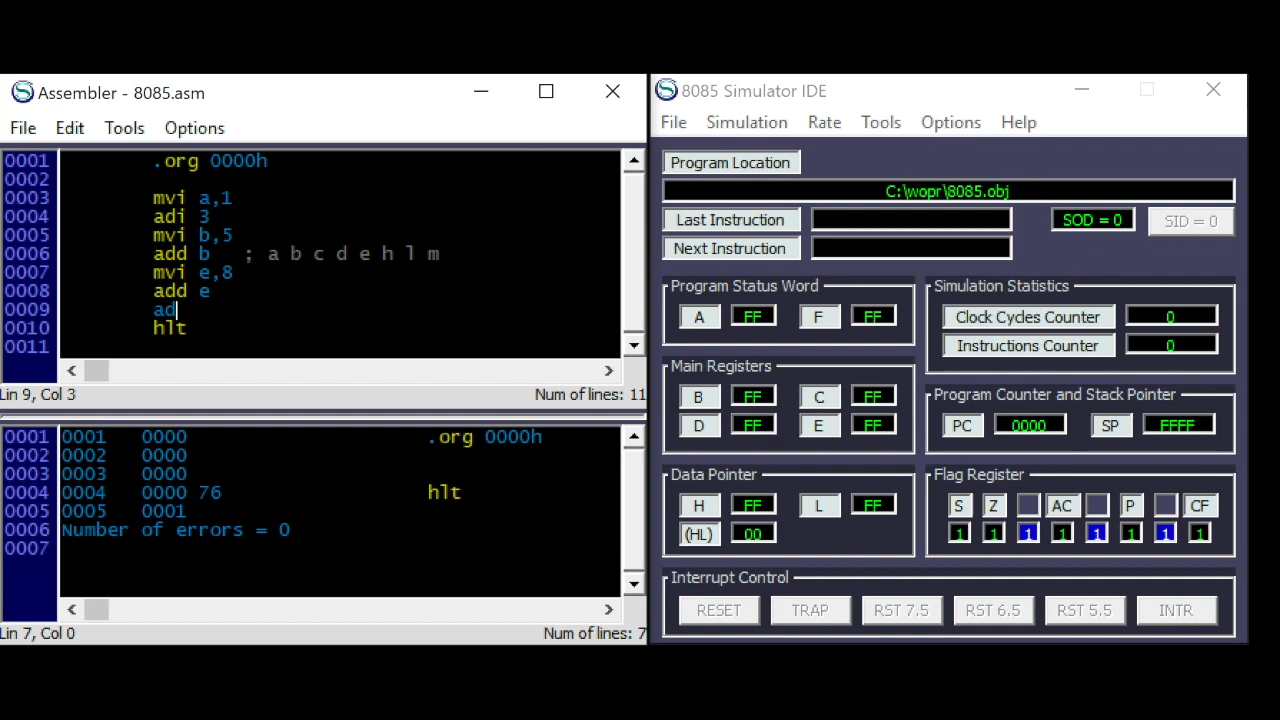 Assembler - 8085.asm
File Edit Tools Options
0001 .org 0000h
0002
0003 mvi a,1
0004 adi 3
0005 mvi b,5
0006 add b ; a b c d e h l m
0007 mvi e,8
0008 add e
0009 ad
0010 hlt
0011
Lin 9, Col 3 Num of lines: 11
0001 0001 0000 .org 0000h
0002 0002 0000
0003 0003 0000
0004 0004 0000 76 hlt
0005 0005 0001
0006 Number of errors = 0
0007
Lin 7, Col 0 Num of lines: 7
8085 Simulator IDE
File Simulation Rate Tools Options Help
Program Location
C:\wopr\8085.obj
Last Instruction SOD = 0 SID = 0
Next Instruction
Program Status Word
A FF F FF
Main Registers
B FF C FF
D FF E FF
Data Pointer
H FF L FF
(HL) 00
Simulation Statistics
Clock Cycles Counter 0
Instructions Counter 0
Program Counter and Stack Pointer
PC 0000 SP FFFF
Flag Register
S Z AC P CF
1 1 1 1 1 1 1 1
Interrupt Control
RESET TRAP RST 7.5 RST 6.5 RST 5.5 INTR